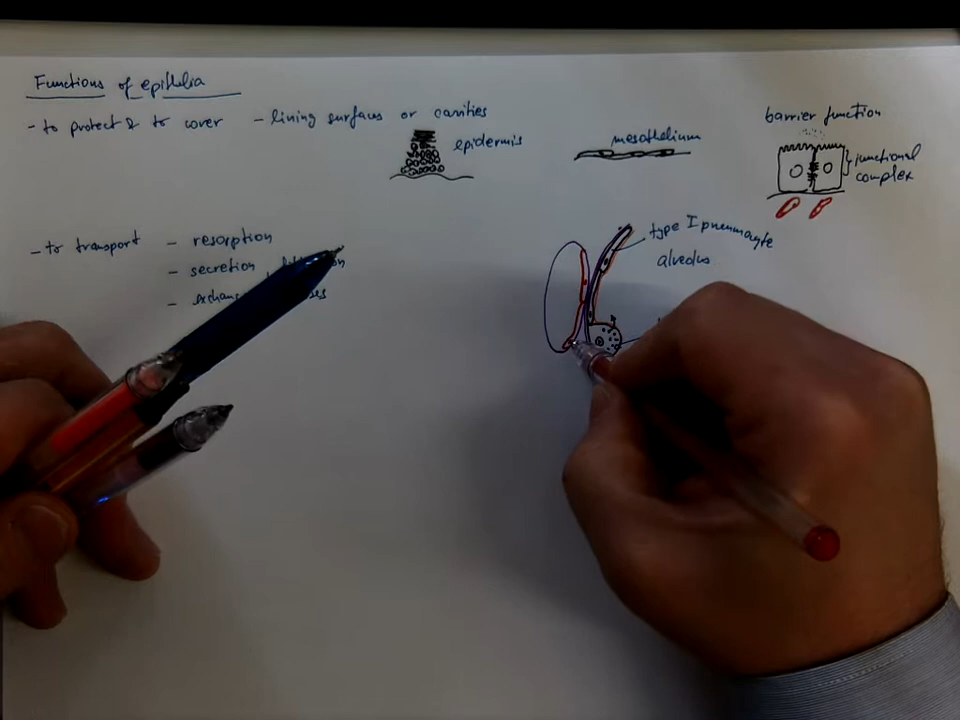 Functions of epithelia
- to protect & to cover - lining surfaces or cavities
epidermis
mesothelium
barrier function
junctional
complex
- to transport - resorption
- secretion
-
type I pneumocyte
alveolus